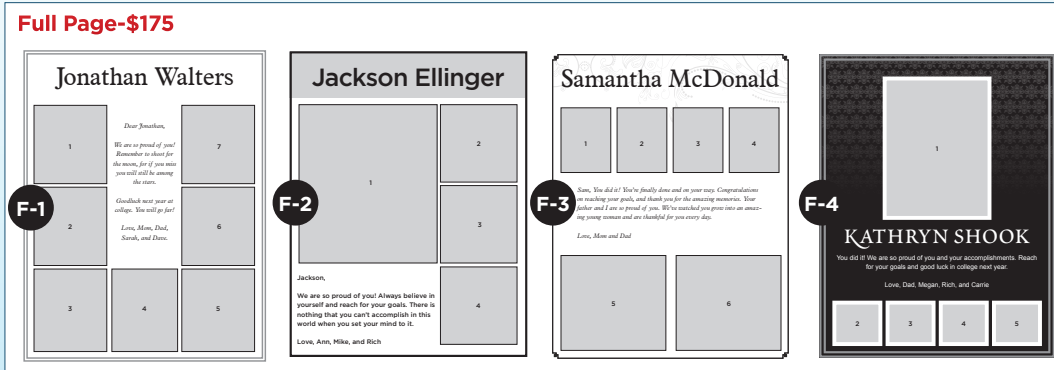 Full Page-$175
Jonathan Walters
1
Dear Jonathan,
We are so proud of you!
Remember to shoot for
the moon, for if you miss
you will still be among
the stars.
Goodluck next year at
collage. You will go far!
Love, Mom, Dad,
Sarah, and Dave.
7
F-1
2
6
3
4
5
Jackson Ellinger
1
2
F-2
3
Jackson,
We are so proud of you! Always believe in
yourself and reach for your goals. There is
nothing that you can't accomplish in this
world when you set your mind to it.
Love, Ann, Mike, and Rich
4
Samantha McDonald
1
2
3
4
F-3
Sam, You did it! You're finally done and on your way. Congratulations
on reaching your goals, and thank you for the amazing memories. Your
father and I are so proud of you. We've watched you grow into an amaz-
ing young woman and are thankful for you every day.
Love, Mom and Dad
5
6
1
F-4
KATHRYN SHOOK
You did it! We are so proud of you and your accomplishments. Reach
for your goals and good luck in college next year.
Love, Dad, Megan, Rich, and Carrie
2
3
4
5